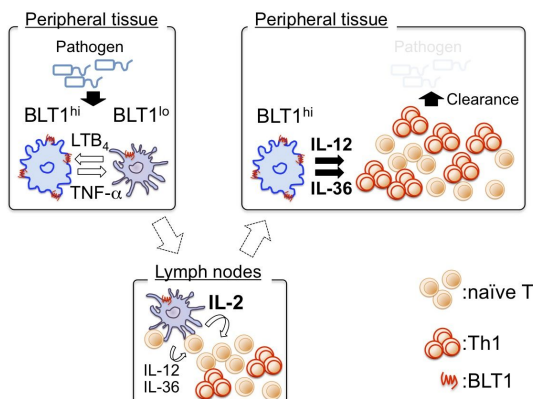 Peripheral tissue
Pathogen
BLT1hi
BLT1lo
LTB4
TNF-α
Peripheral tissue
Pathogen
Clearance
BLT1hi
IL-12
IL-36
Lymph nodes
IL-2
IL-12
IL-36
:naïve T
:Th1
:BLT1